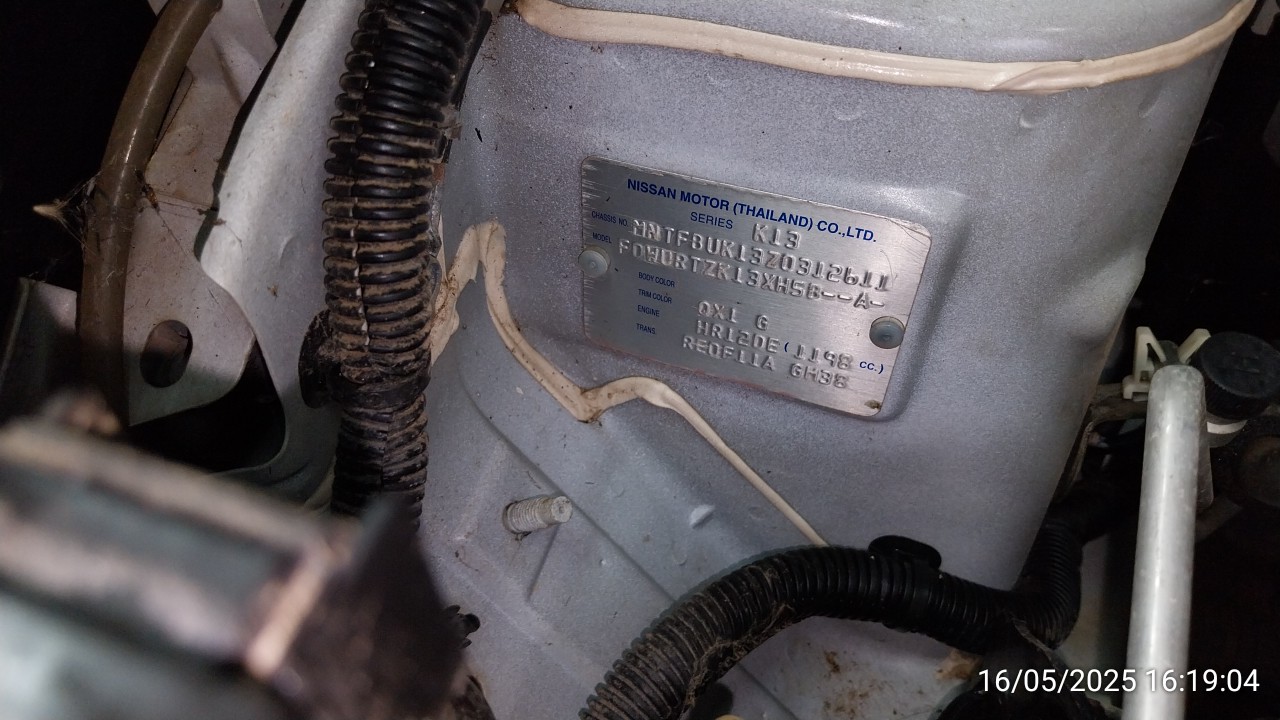 NISSAN MOTOR (THAILAND) CO.,LTD.
SERIES K13
CHASSIS NO. MNTFBUK13Z0312611
MODEL FDWURTZK13XH5B--A-
BODY COLOR
TRIM COLOR QX1 G
ENGINE HR12DE (1198 CC.)
TRANS RE0F11A GH38
16/05/2025 16:19:04